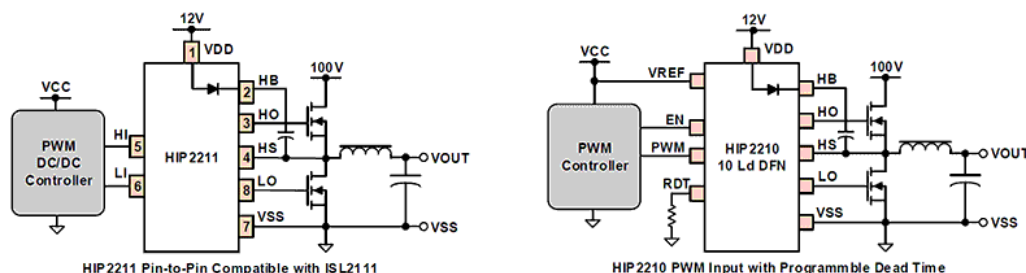 12V
1 VDD
100V
VCC
HB
2
PWM
DC/DC
Controller
HI
5
LI
6
HIP2211
HO
3
HS
4
LO
8
VSS
7
VOUT
VSS
HIP2211 Pin-to-Pin Compatible with ISL2111
12V
VDD
100V
VCC
VREF
HB
PWM
Controller
EN
PWM
RDT
HIP2210
10 Ld DFN
HO
HS
LO
VSS
VOUT
VSS
HIP2210 PWM Input with Programmble Dead Time